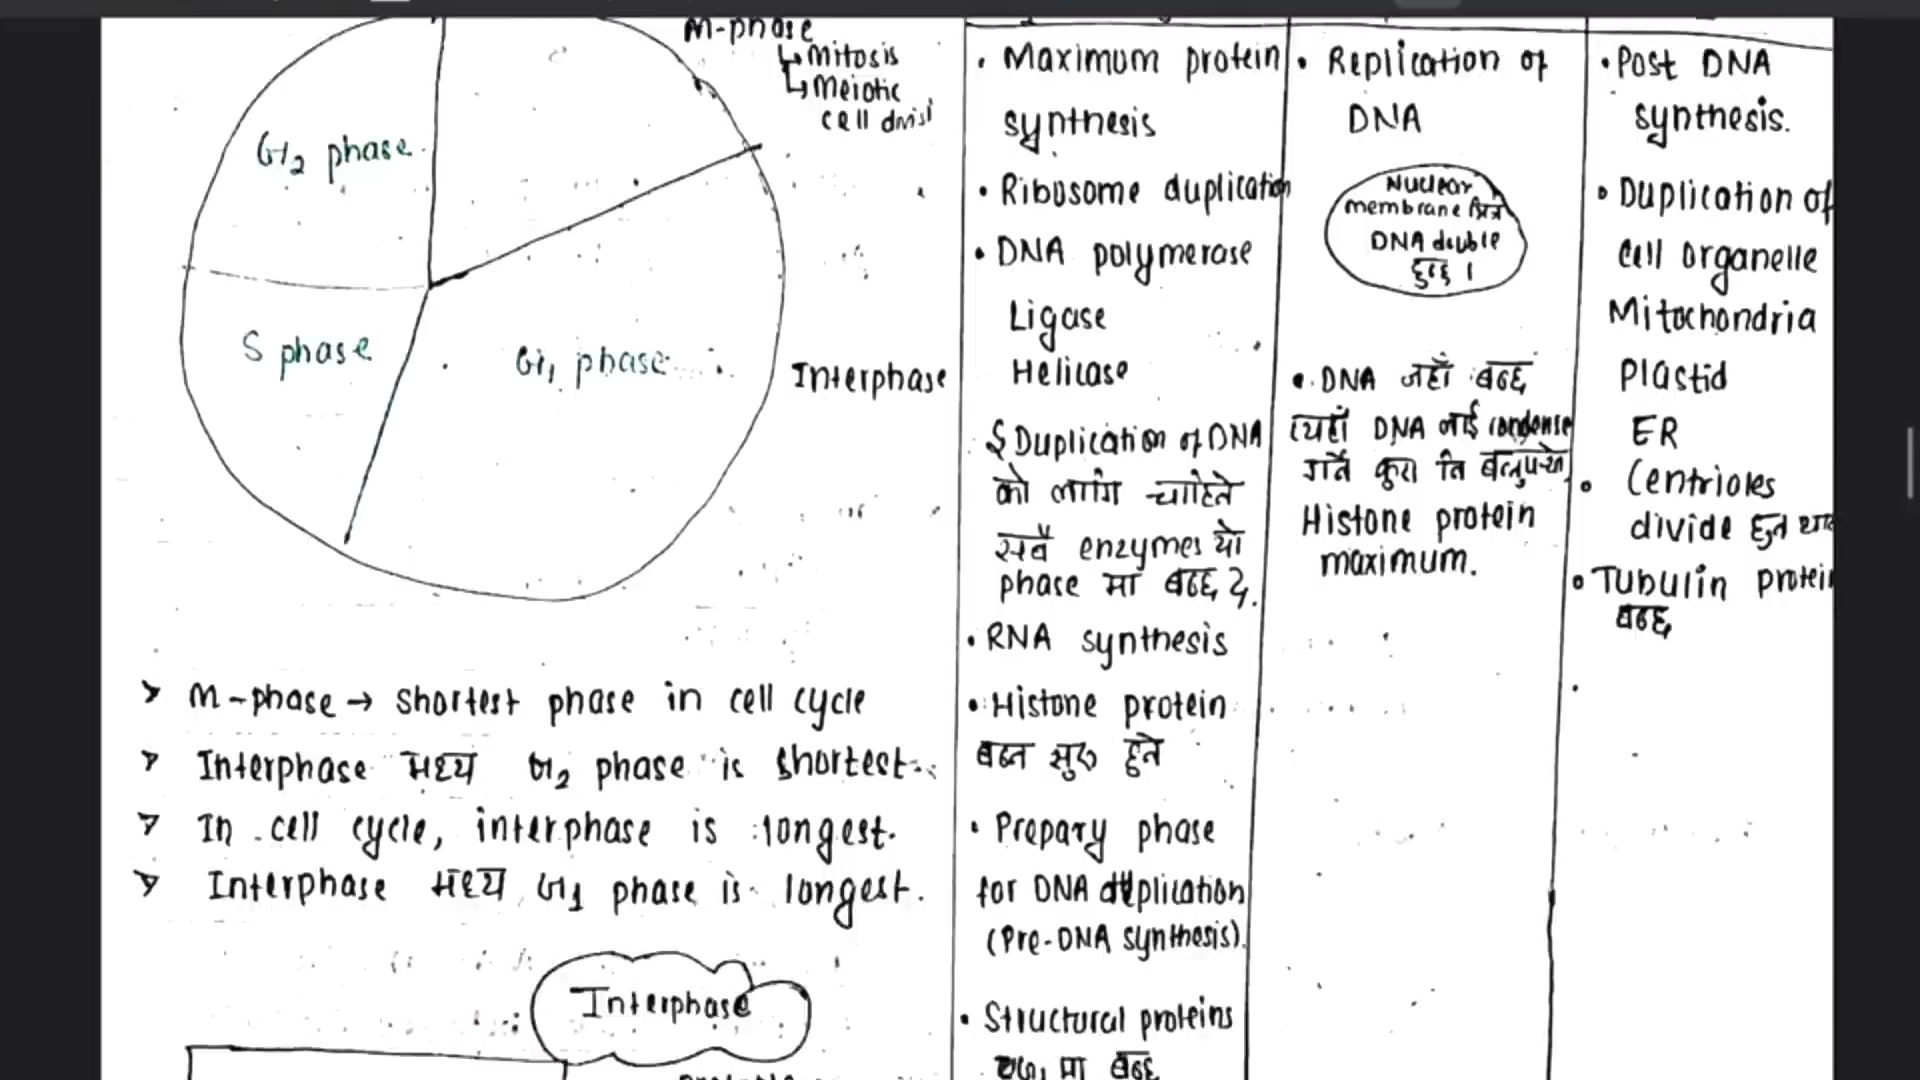 M-phase
↳ Mitosis
↳ Meiotic
cell divisi
G2 phase
S phase
G1 phase
Interphase
➤ M-phase → shortest phase in cell cycle
➤ Interphase मध्य G2 phase is shortest.
➤ In cell cycle, interphase is longest.
➤ Interphase मध्य G1 phase is longest.
Interphase
• Maximum protein
synthesis
• Ribosome duplication
• DNA polymerase
Ligase
Helicase
Duplication of DNA
को लागि चाहिने
सबै enzymes यो
phase मा बन्छ
• RNA synthesis
• Histone protein
बन्न सुरु हुने
• Prepary phase
for DNA duplication
(Pre-DNA synthesis).
• Structural proteins
G1 मा बन्छ
• Replication of
DNA
Nuclear
membrane भित्र
DNA double
हुन्छ ।
• DNA जहाँ बन्छ
त्यहाँ DNA लाई condense
गर्ने कुरा नि बन्नुपर्यो
Histone protein
maximum.
• Post DNA
synthesis.
• Duplication of
cell organelle
Mitochondria
Plastid
ER
• Centrioles
divide हुन
• Tubulin protein
बन्छ